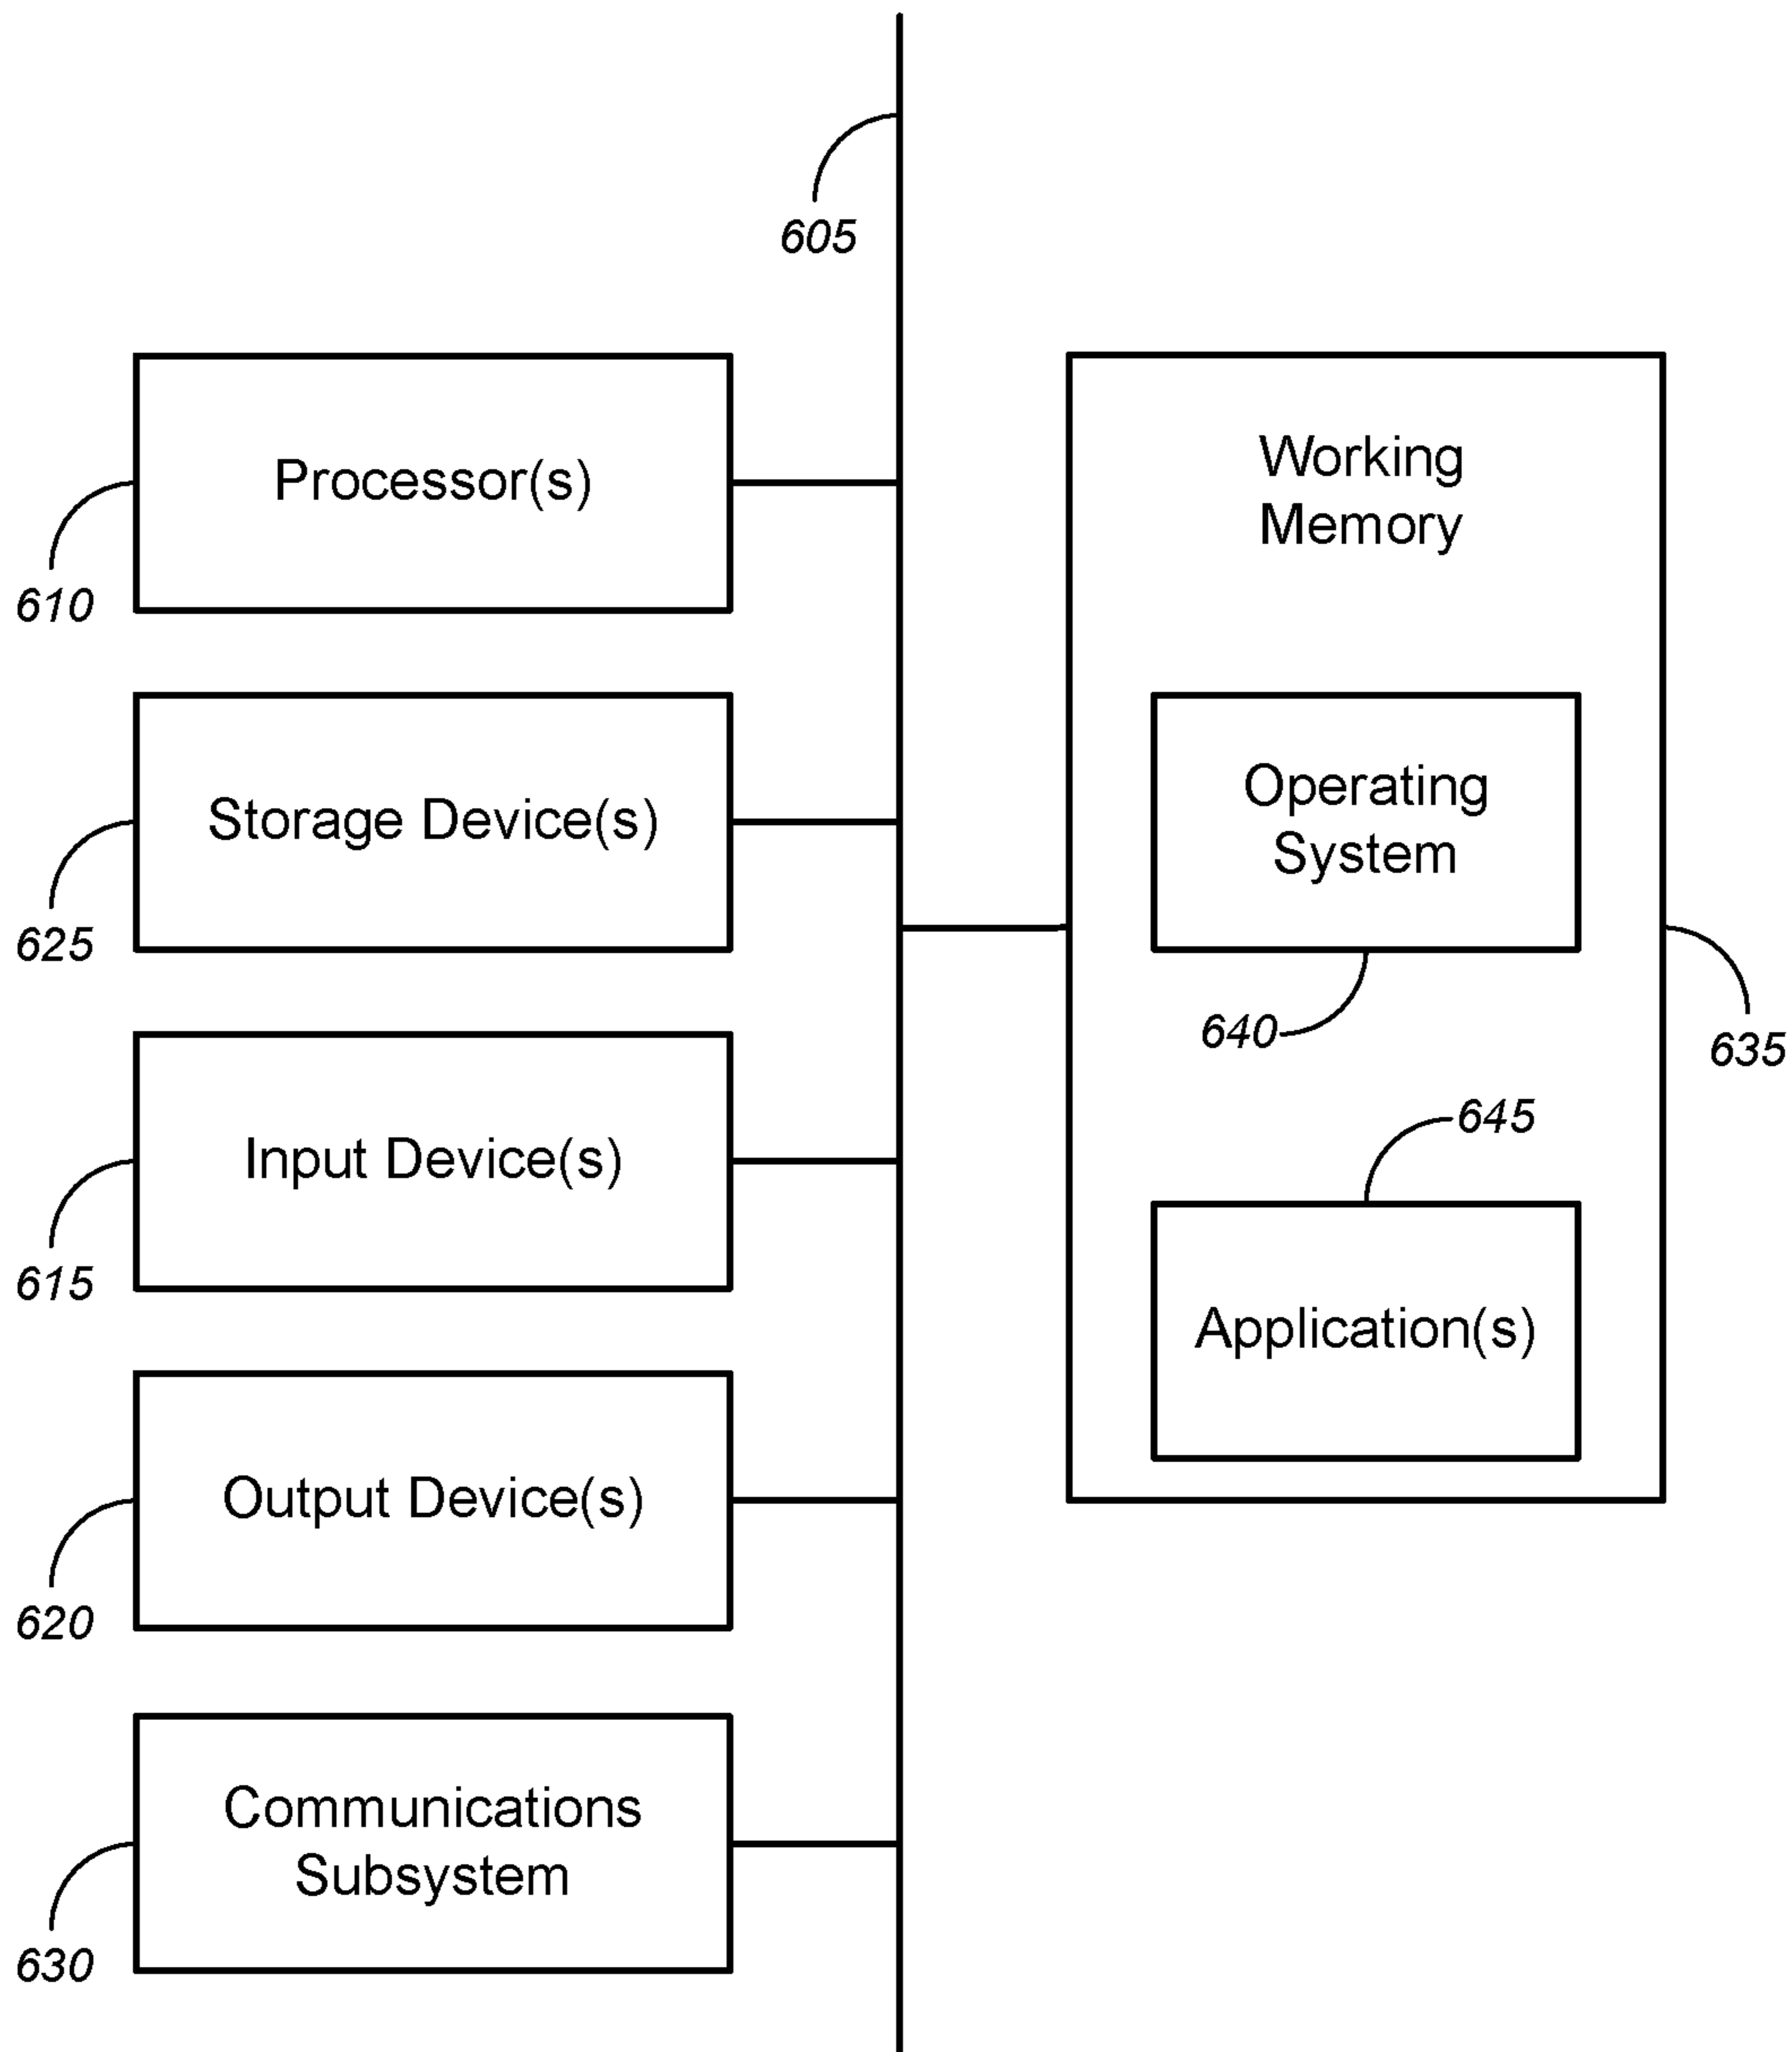 605
Processor(s)
610
Storage Device(s)
625
Input Device(s)
615
Output Device(s)
620
Communications
Subsystem
630
Working
Memory
Operating
System
640
635
645
Application(s)